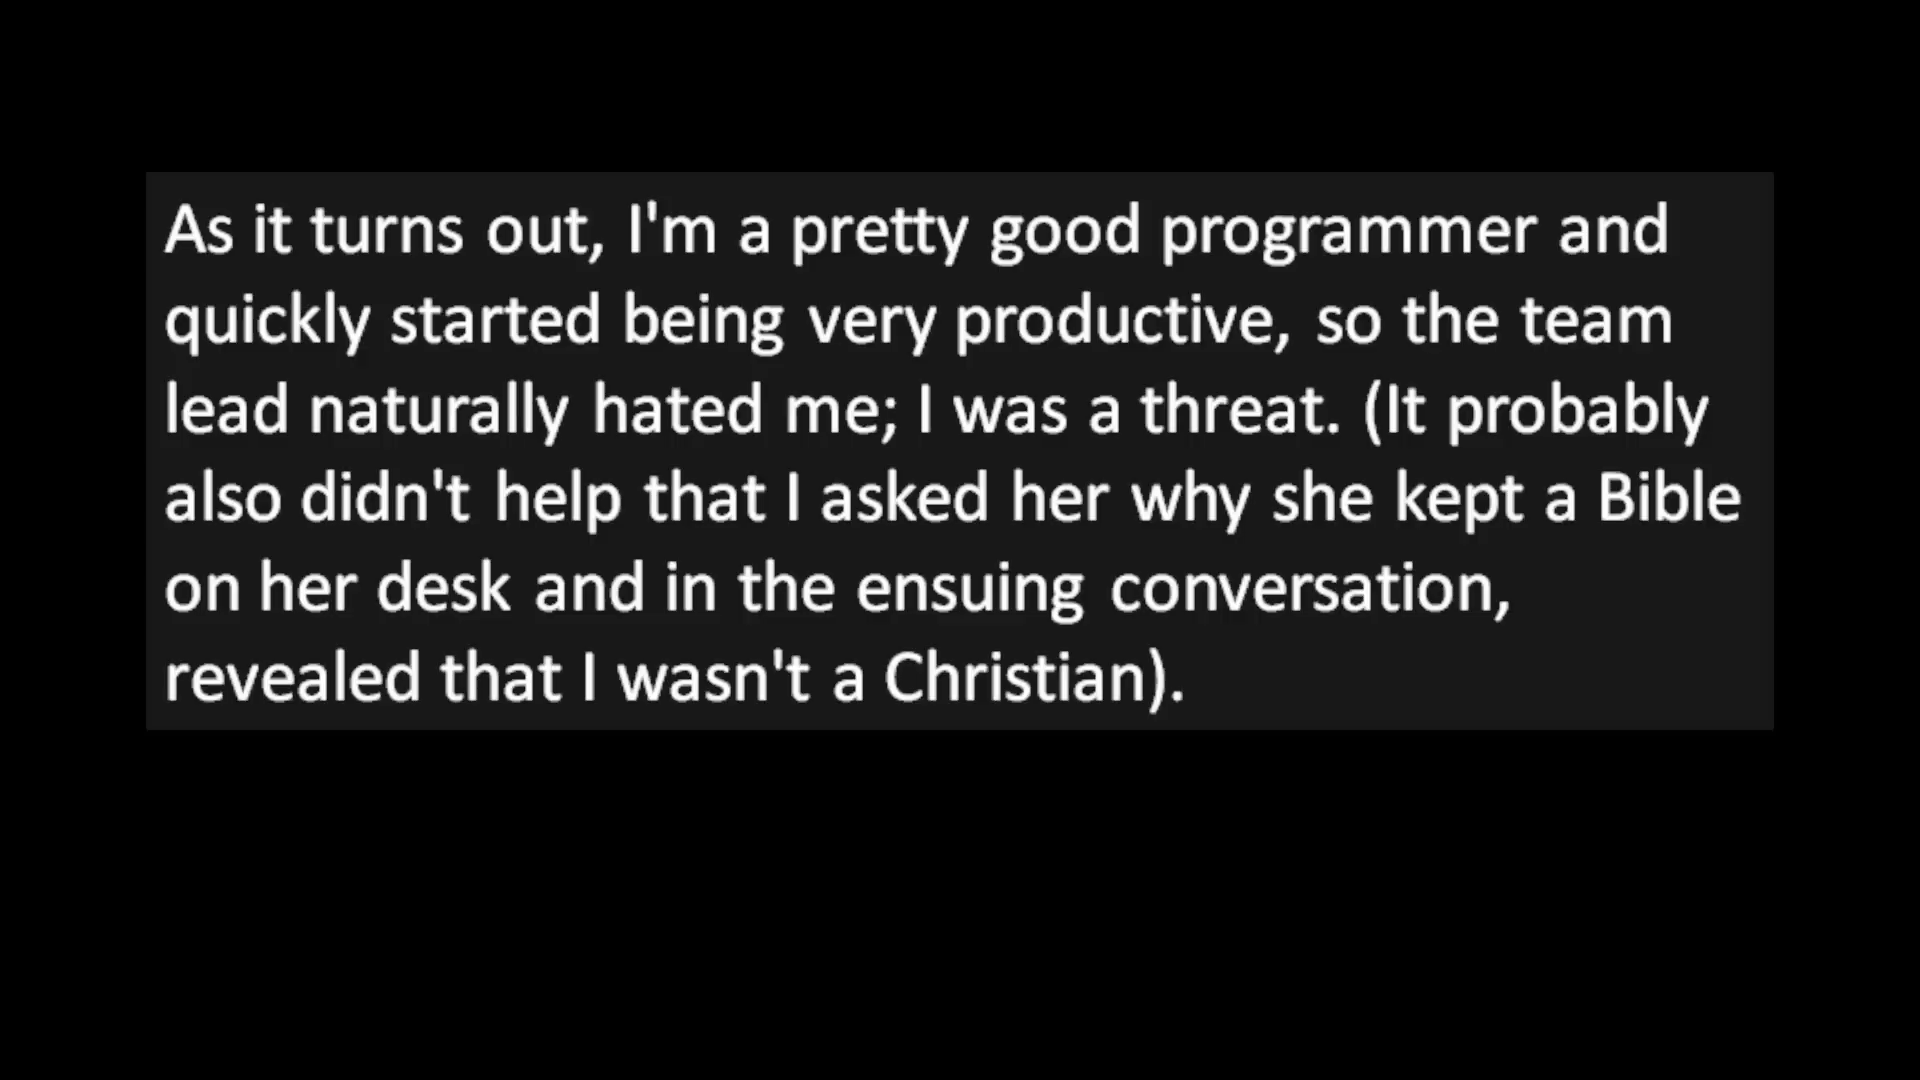 As it turns out, I'm a pretty good programmer and
quickly started being very productive, so the team
lead naturally hated me; I was a threat. (It probably
also didn't help that I asked her why she kept a Bible
on her desk and in the ensuing conversation,
revealed that I wasn't a Christian).